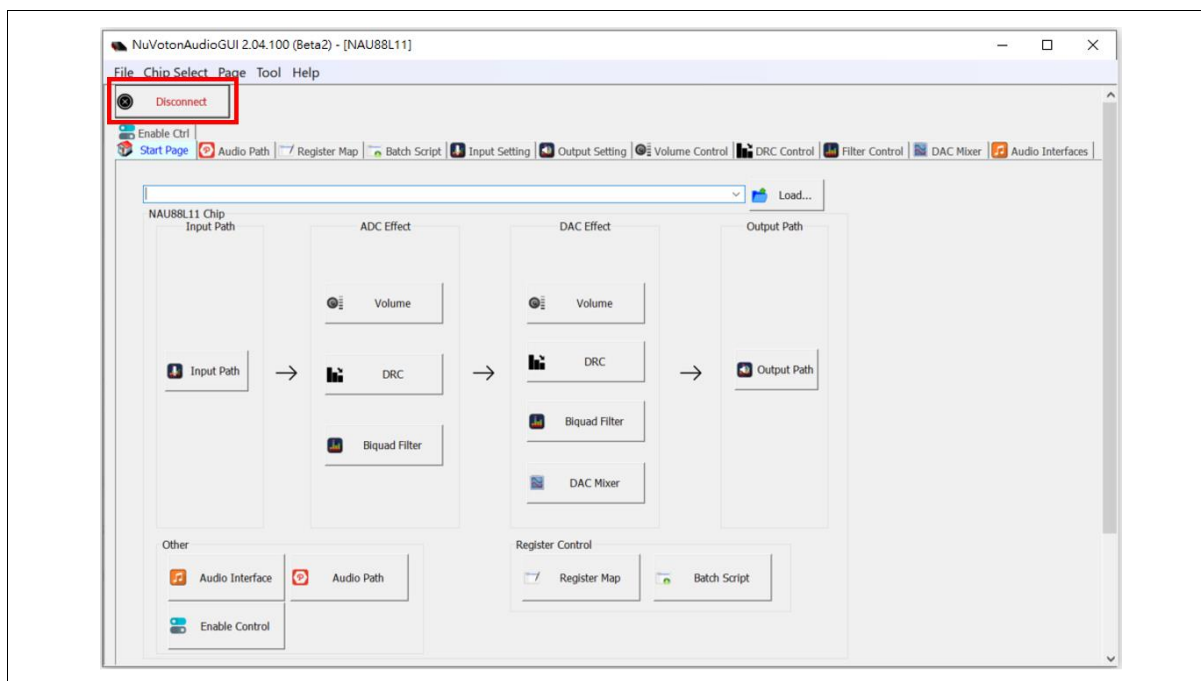 NuVotonAudioGUI 2.04.100 (Beta2) - [NAU88L11]
File Chip Select Page Tool Help
Disconnect
Enable Ctrl
Start Page Audio Path Register Map Batch Script Input Setting Output Setting Volume Control DRC Control Filter Control DAC Mixer Audio Interfaces
Load...
NAU88L11 Chip
Input Path ADC Effect DAC Effect Output Path
Volume Volume
Input Path DRC DRC Output Path
Biquad Filter Biquad Filter
DAC Mixer
Other Register Control
Audio Interface Audio Path Register Map Batch Script
Enable Control